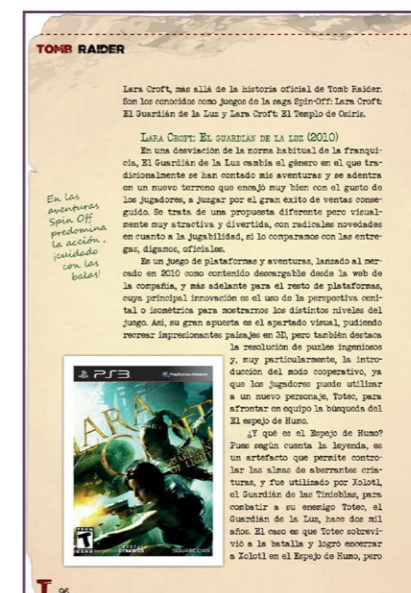 TOMB RAIDER
Lara Croft, más allá de la historia oficial de Tomb Raider.
Son los conocidos como juegos de la saga Spin-Off: Lara Croft:
El Guardián de la Luz y Lara Croft: El Templo de Osiris.
LARA CROFT: EL GUARDIÁN DE LA LUZ (2010)
En una desviación de la norma habitual de la franqui-
cia, El Guardián de la Luz cambia el género en el que tra-
dicionalmente se han contado mis aventuras y se adentra
en un nuevo terreno que encajó muy bien con el gusto de
los jugadores, a juzgar por el gran éxito de ventas conse-
guido. Se trata de una propuesta diferente pero visual-
mente muy atractiva y divertida, con radicales novedades
en cuanto a la jugabilidad, si lo comparamos con las entre-
gas, digamos, oficiales.
En las
aventuras
Spin Off
predomina
la acción,
¡cuidado
con las
balas!
Es un juego de plataformas y aventuras, lanzado al mer-
cado en 2010 como contenido descargable desde la web de
la compañía, y más adelante para el resto de plataformas,
cuya principal innovación es el uso de la perspectiva ceni-
tal o isométrica para mostrarnos los distintos niveles del
juego. Así, su gran apuesta es el apartado visual, pudiendo
recrear impresionantes paisajes en 3D, pero también destaca
la resolución de puzles ingeniosos
y, muy particularmente, la intro-
ducción del modo cooperativo, ya
que los jugadores puede utilizar
a un nuevo personaje, Totec, para
afrontar en equipo la búsqueda del
El espejo de Humo.
¿Y qué es el Espejo de Humo?
Pues según cuenta la leyenda, es
un artefacto que permite contro-
lar las almas de aberrantes cria-
turas, y fue utilizado por Xolotl,
el Guardián de las Tinieblas, para
combatir a su enemigo Totec, el
Guardián de la Luz, hace dos mil
años. El caso es que Totec sobrevi-
vió a la batalla y logró encerrar
a Xolotl en el Espejo de Humo, pero
PS3
LARA CROFT
TEEN
T
DYNAMICS
SQUARE ENIX
96